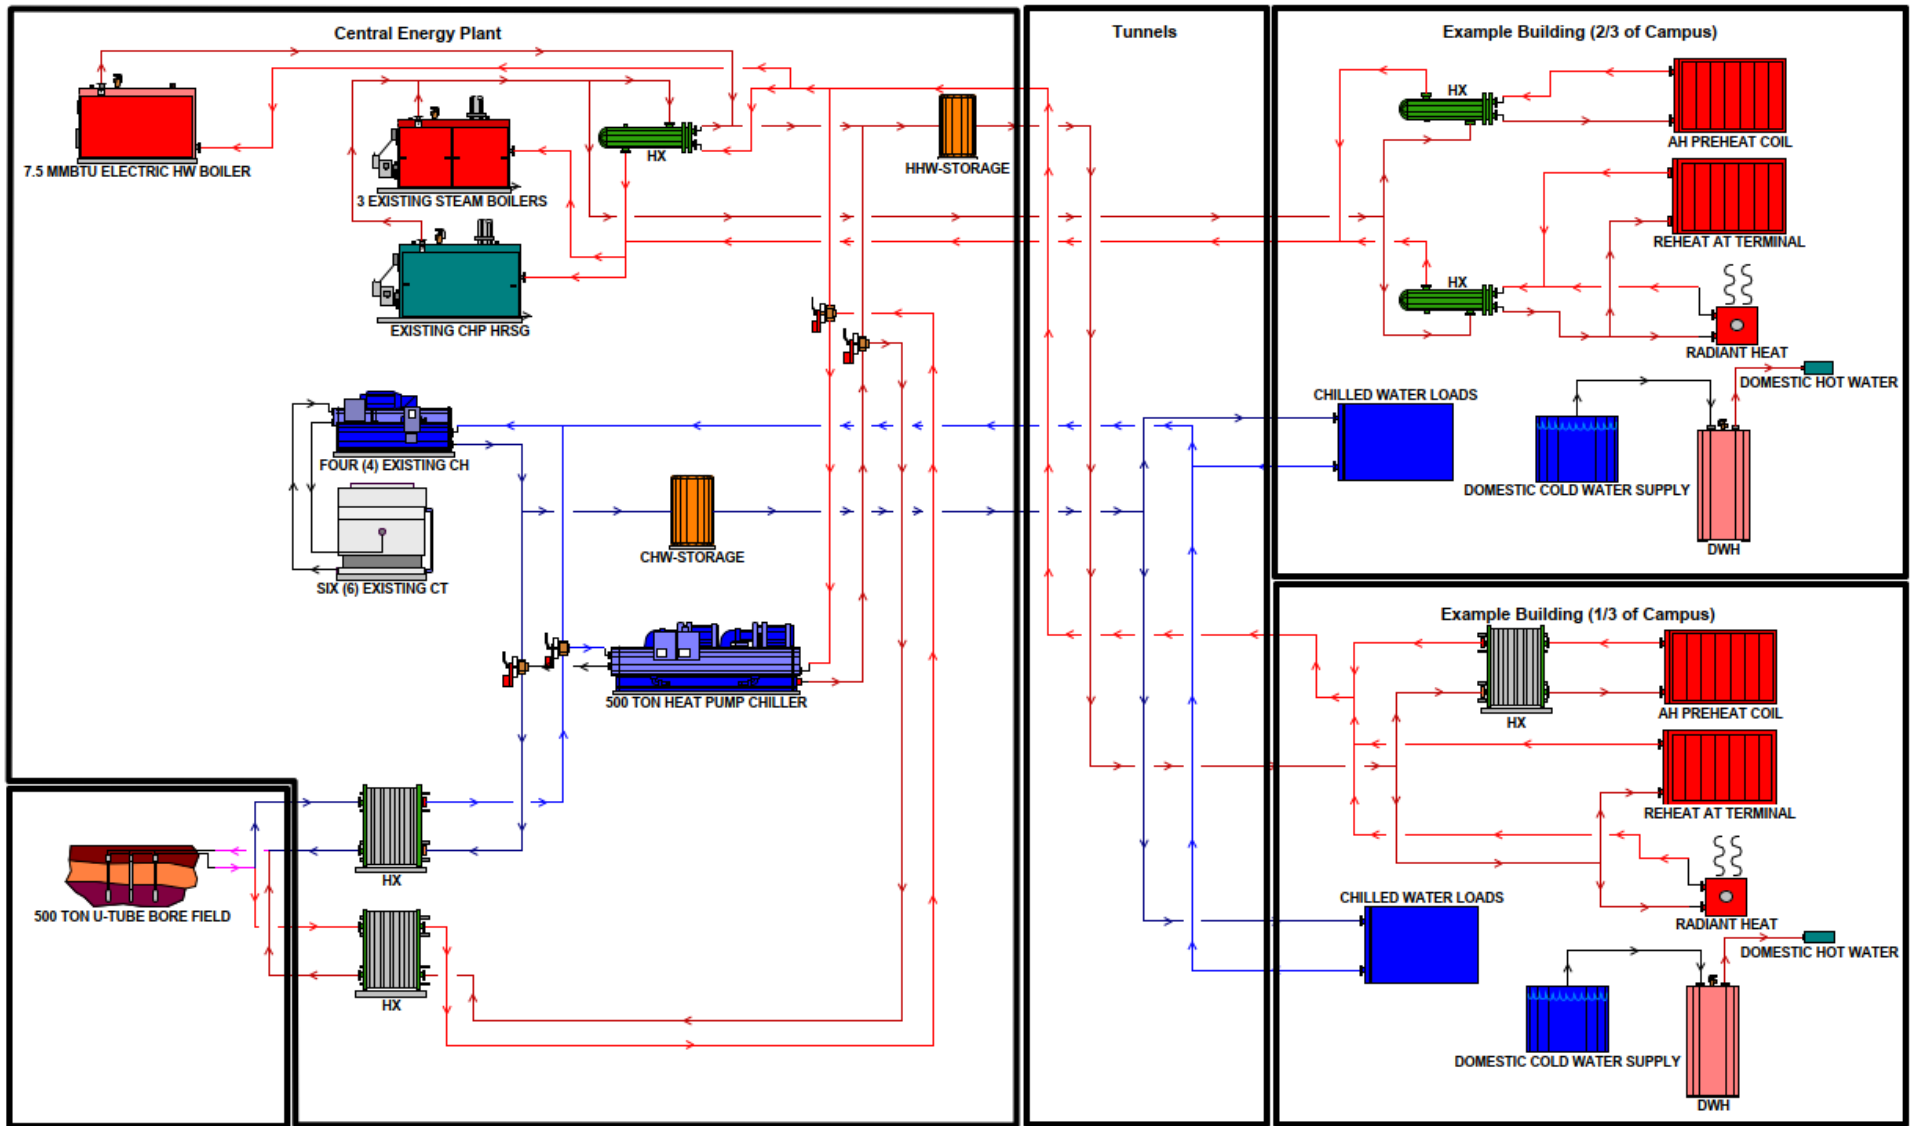 Central Energy Plant
Tunnels
Example Building (2/3 of Campus)
7.5 MMBTU ELECTRIC HW BOILER
3 EXISTING STEAM BOILERS
HX
HHW-STORAGE
EXISTING CHP HRSG
FOUR (4) EXISTING CH
SIX (6) EXISTING CT
CHW-STORAGE
500 TON HEAT PUMP CHILLER
HX
HX
500 TON U-TUBE BORE FIELD
HX
AH PREHEAT COIL
REHEAT AT TERMINAL
HX
RADIANT HEAT
DOMESTIC HOT WATER
CHILLED WATER LOADS
DOMESTIC COLD WATER SUPPLY
DWH
Example Building (1/3 of Campus)
HX
AH PREHEAT COIL
REHEAT AT TERMINAL
RADIANT HEAT
CHILLED WATER LOADS
DOMESTIC HOT WATER
DOMESTIC COLD WATER SUPPLY
DWH